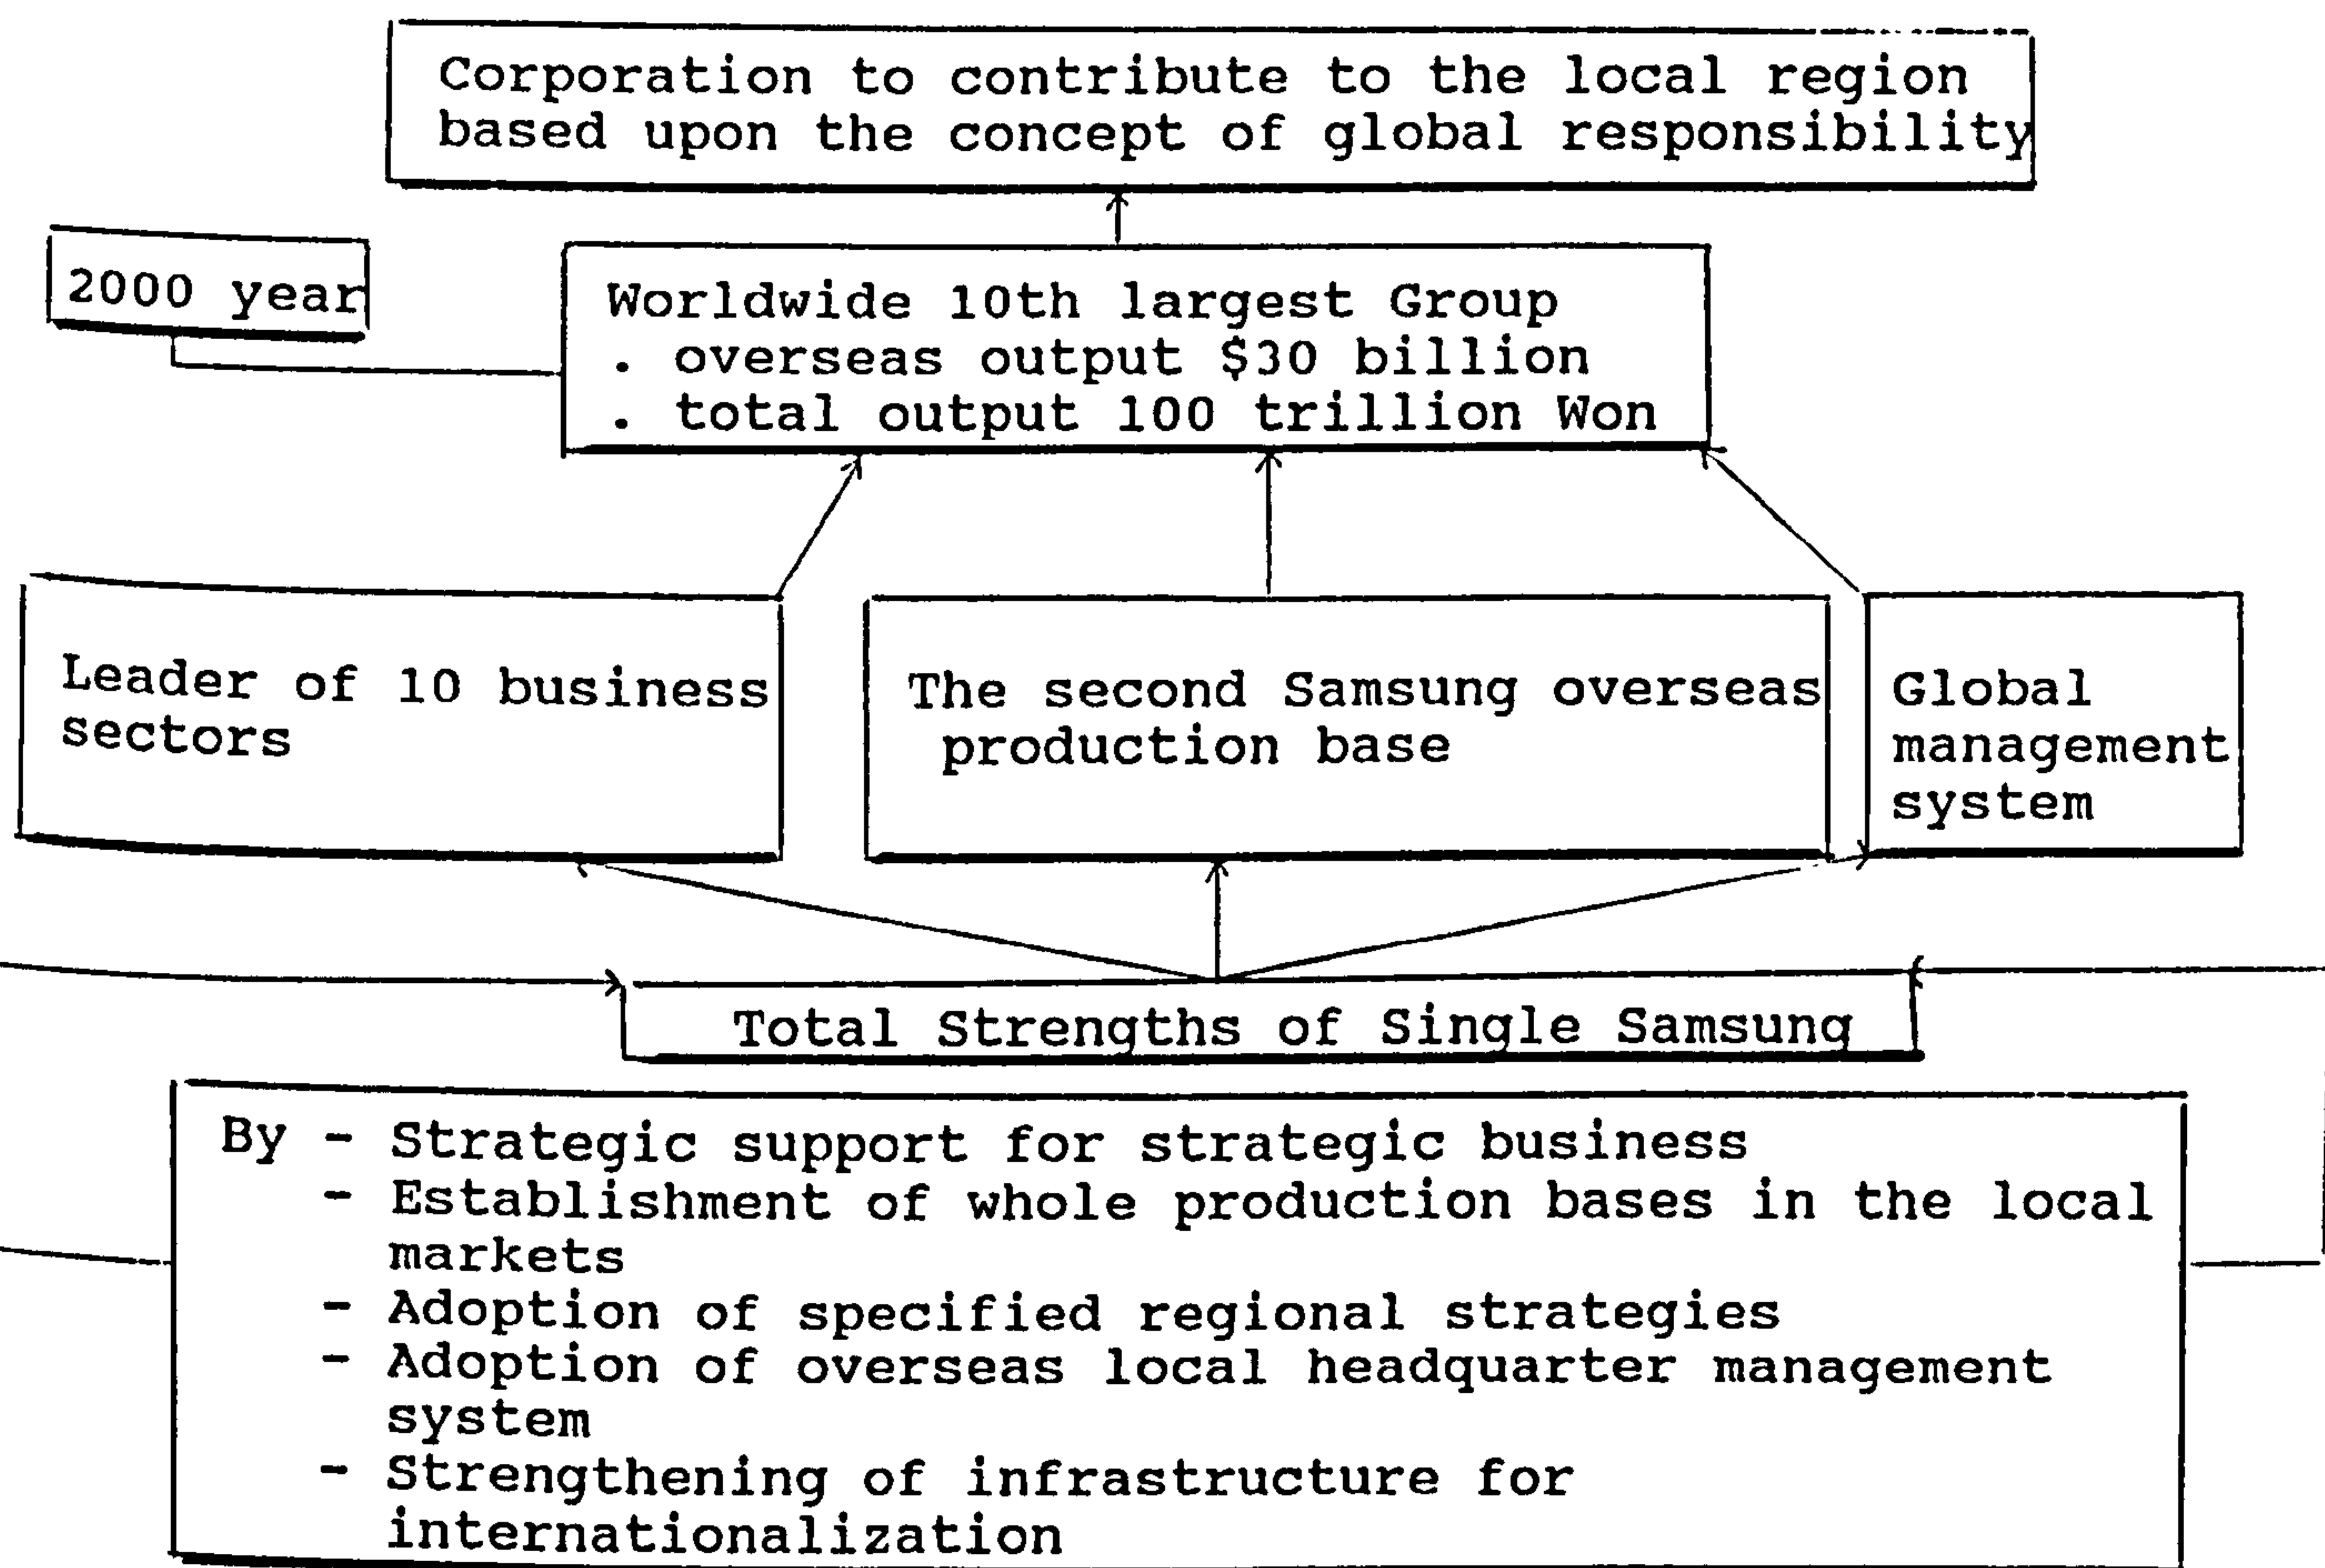 Corporation to contribute to the local region
based upon the concept of global responsibility
2000 year
Worldwide 10th largest Group
. overseas output $30 billion
. total output 100 trillion Won
Leader of 10 business
sectors
The second Samsung overseas
production base
Global
management
system
Total Strengths of Single Samsung
By - Strategic support for strategic business
- Establishment of whole production bases in the local
markets
- Adoption of specified regional strategies
- Adoption of overseas local headquarter management
system
- Strengthening of infrastructure for
internationalization